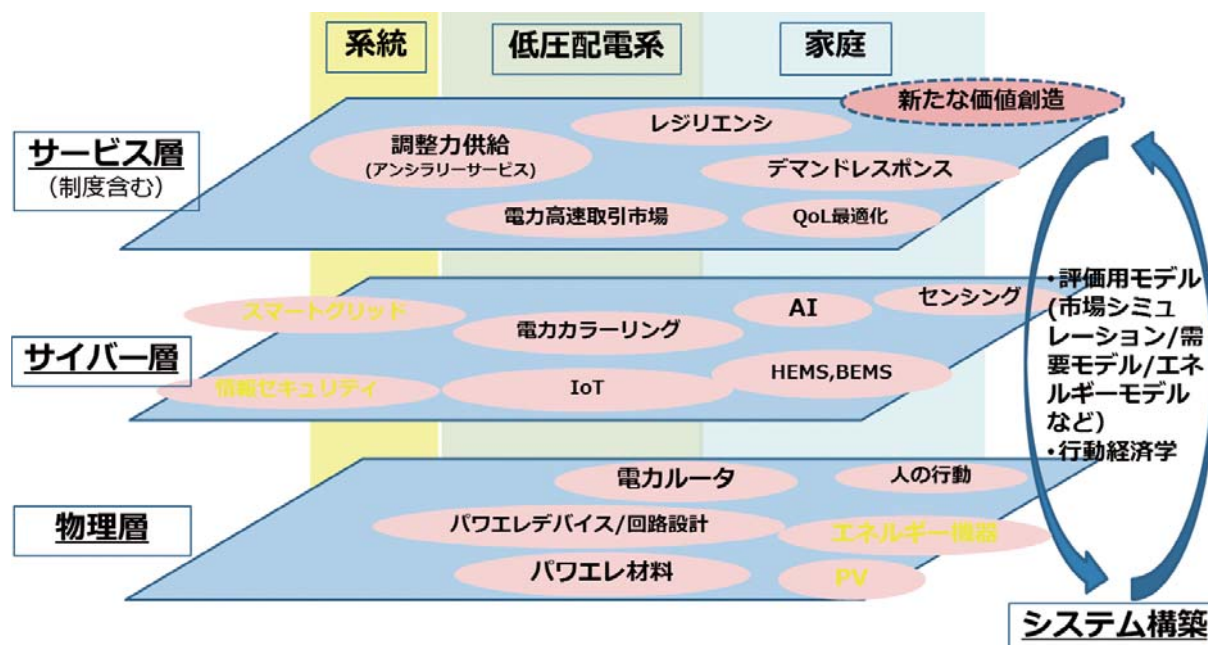 系統
低圧配電系
家庭
サービス層
（制度含む）
新たな価値創造
レジリエンシ
調整力供給
(アンシラリーサービス)
デマンドレスポンス
電力高速取引市場
QoL最適化
サイバー層
スマートグリッド
電力カラーリング
AI
センシング
情報セキュリティ
IoT
HEMS,BEMS
物理層
電力ルータ
人の行動
パワエレデバイス/回路設計
エネルギー機器
パワエレ材料
PV
・評価用モデル
(市場シミュ
レーション/需
要モデル/エネ
ルギーモデル
など）
・行動経済学
システム構築